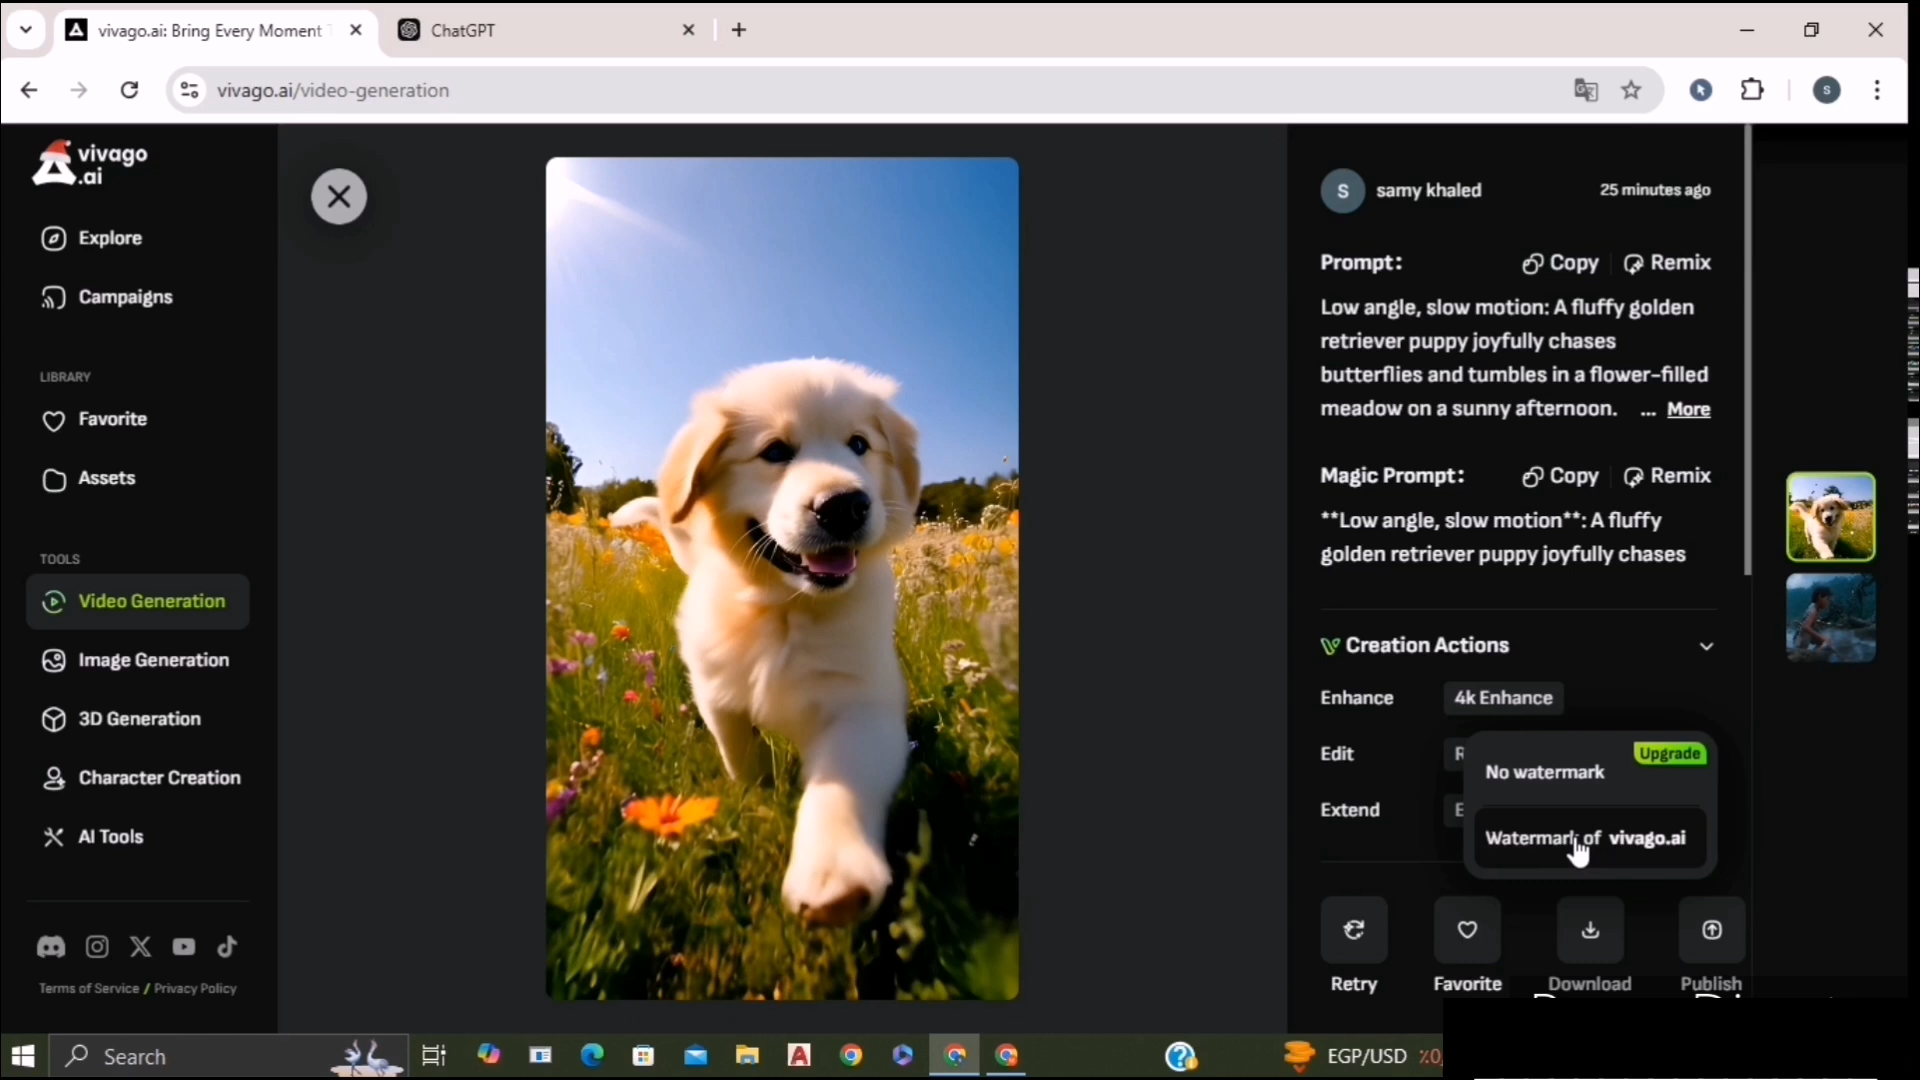 vivago.ai: Bring Every Moment
ChatGPT
vivago.ai/video-generation
S
vivago
.ai
Explore
Campaigns
LIBRARY
Favorite
Assets
TOOLS
Video Generation
Image Generation
3D Generation
Character Creation
AI Tools
Terms of Service / Privacy Policy
S samy khaled 25 minutes ago
Prompt: Copy Remix
Low angle, slow motion: A fluffy golden
retriever puppy joyfully chases
butterflies and tumbles in a flower-filled
meadow on a sunny afternoon. ... More
Magic Prompt: Copy Remix
**Low angle, slow motion**: A fluffy
golden retriever puppy joyfully chases
Creation Actions
Enhance 4k Enhance
Edit R
Upgrade
No watermark
Extend E
Watermark of vivago.ai
Retry Favorite Download Publish
Search
EGP/USD